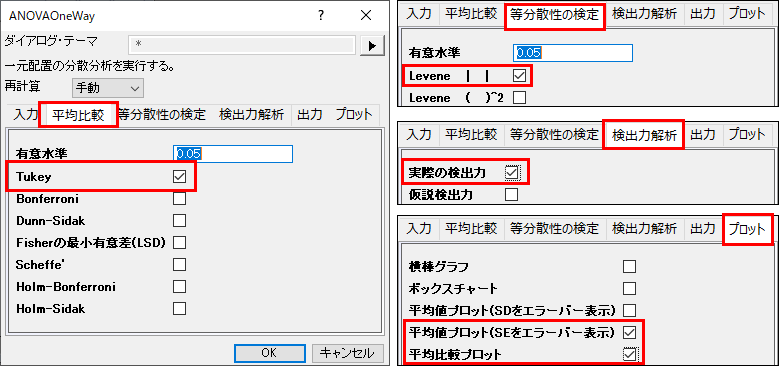 ANOVAOneWay ? ×
ダイアログ・テーマ *
一元配置の分散分析を実行する。
再計算 手動
入力 平均比較 等分散性の検定 検出力解析 出力 プロット
有意水準 0.05
Tukey
Bonferroni
Dunn-Sidak
Fisherの最小有意差(LSD)
Scheffe'
Holm-Bonferroni
Holm-Sidak
OK キャンセル
入力 平均比較 等分散性の検定 検出力解析 出力 プロット
有意水準 0.05
Levene | |
Levene ( )^2
入力 平均比較 等分散性の検定 検出力解析 出力 プロット
実際の検出力
仮説検出力
入力 平均比較 等分散性の検定 検出力解析 出力 プロット
横棒グラフ
ボックスチャート
平均値プロット(SDをエラーバー表示)
平均値プロット(SEをエラーバー表示)
平均比較プロット